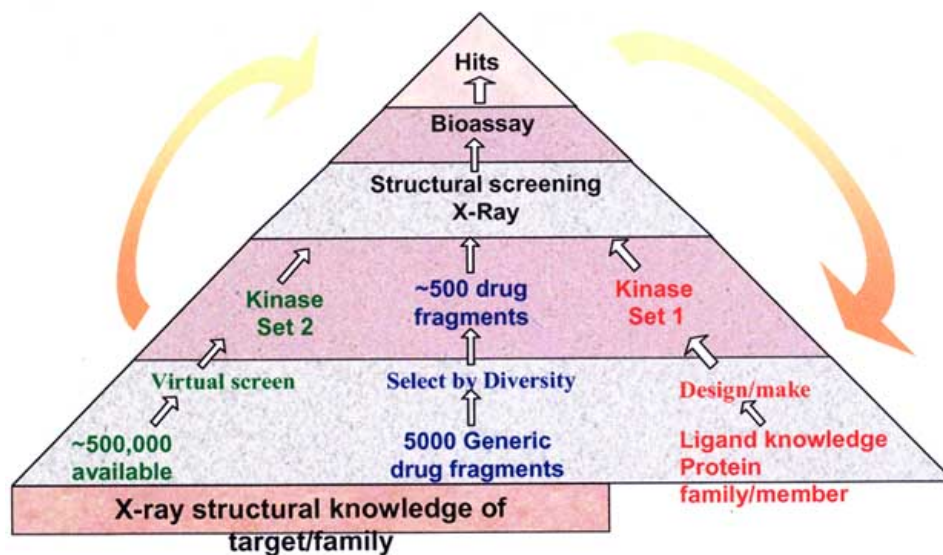 Hits
Bioassay
Structural screening
X-Ray
Kinase
Set 2
~500 drug
fragments
Kinase
Set 1
Virtual screen
Select by Diversity
Design/make
~500,000
available
5000 Generic
drug fragments
Ligand knowledge
Protein
family/member
X-ray structural knowledge of
target/family